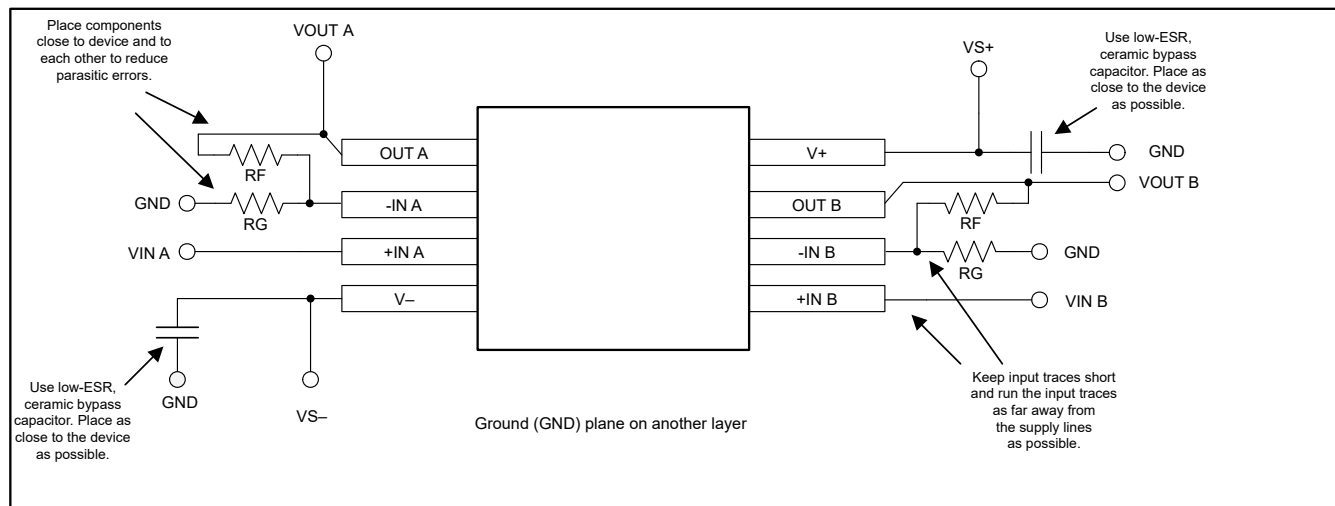 Place components
close to device and to
each other to reduce
parasitic errors.
VOUT A
VS+
Use low-ESR,
ceramic bypass
capacitor. Place as
close to the device
as possible.
OUT A
V+
GND
RF
VOUT B
GND
-IN A
OUT B
RG
RF
VIN A
+IN A
-IN B
GND
RG
V–
+IN B
VIN B
Use low-ESR,
ceramic bypass
capacitor. Place as
close to the device
as possible.
GND
VS–
Ground (GND) plane on another layer
Keep input traces short
and run the input traces
as far away from
the supply lines
as possible.